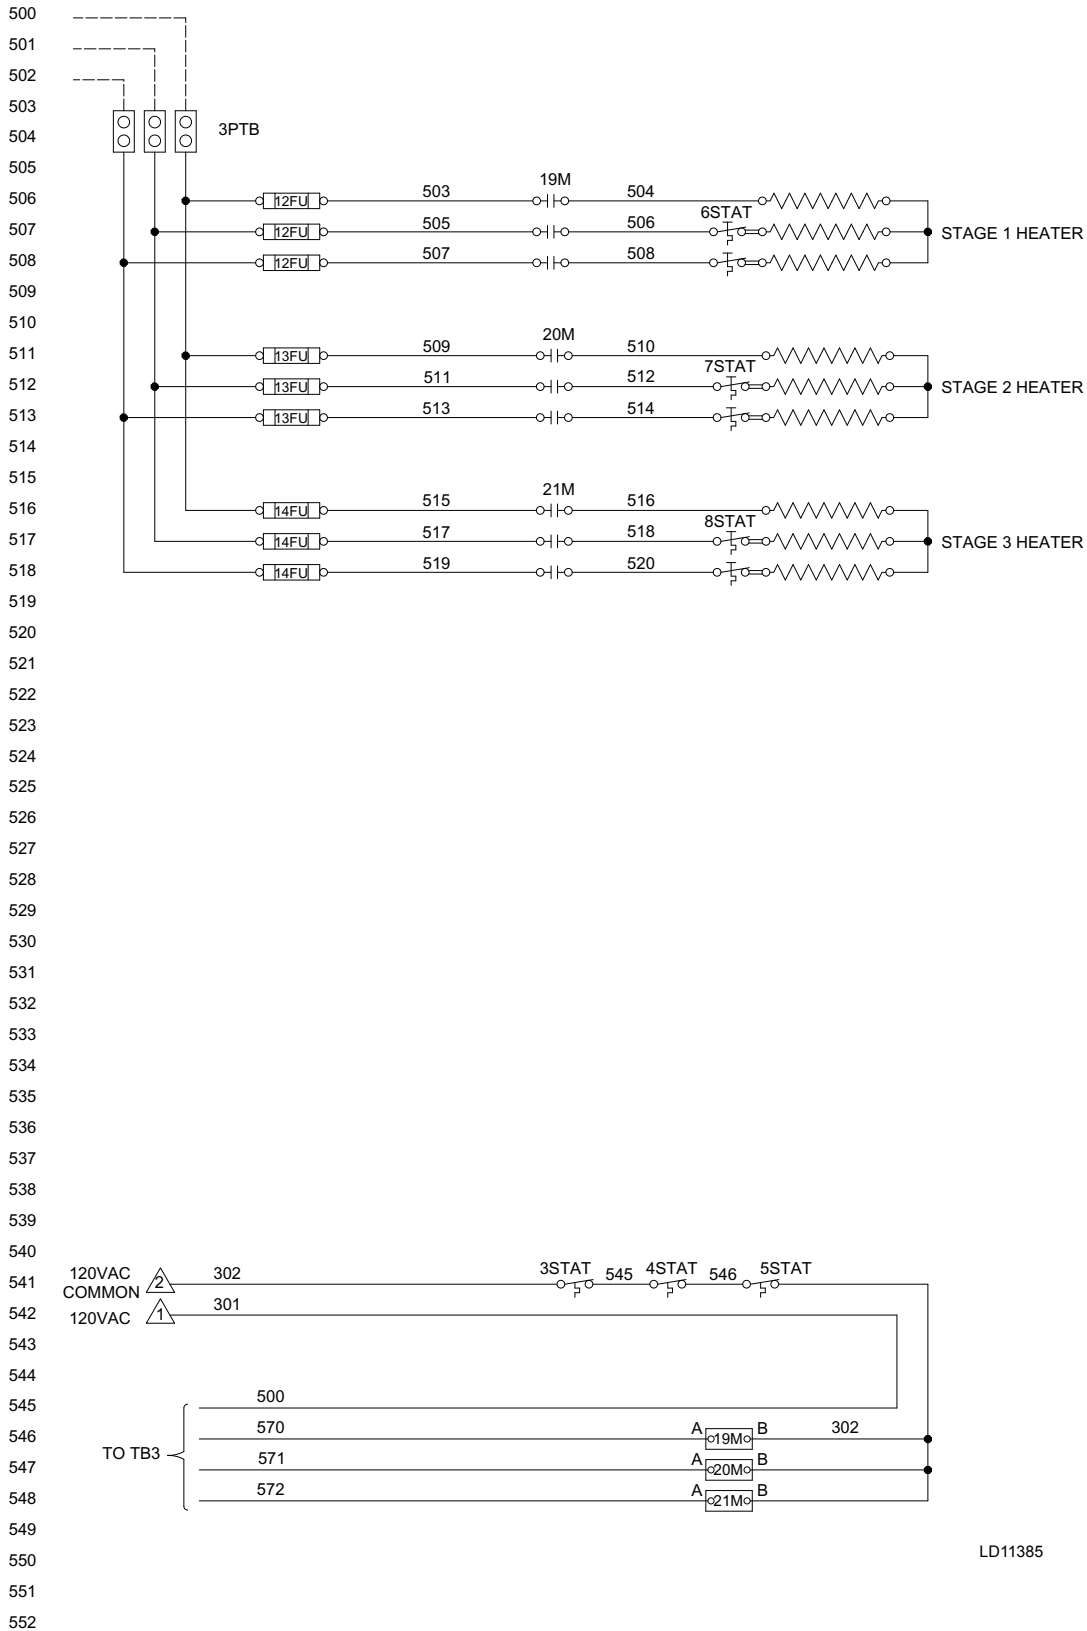 500
501
502
503
504 3PTB
505
19M
506 12FU 503 504
6STAT
507 12FU 505 506 STAGE 1 HEATER
508 12FU 507 508
509
510
20M
511 13FU 509 510
7STAT
512 13FU 511 512 STAGE 2 HEATER
513 13FU 513 514
514
515
21M
516 14FU 515 516
8STAT
517 14FU 517 518 STAGE 3 HEATER
518 14FU 519 520
519
520
521
522
523
524
525
526
527
528
529
530
531
532
533
534
535
536
537
538
539
540
541 120VAC COMMON 2 302 3STAT 545 4STAT 546 5STAT
542 120VAC 1 301
543
544
545 500
546 570 A 19M B 302
547 TO TB3 571 A 20M B
548 572 A 21M B
549
550 LD11385
551
552